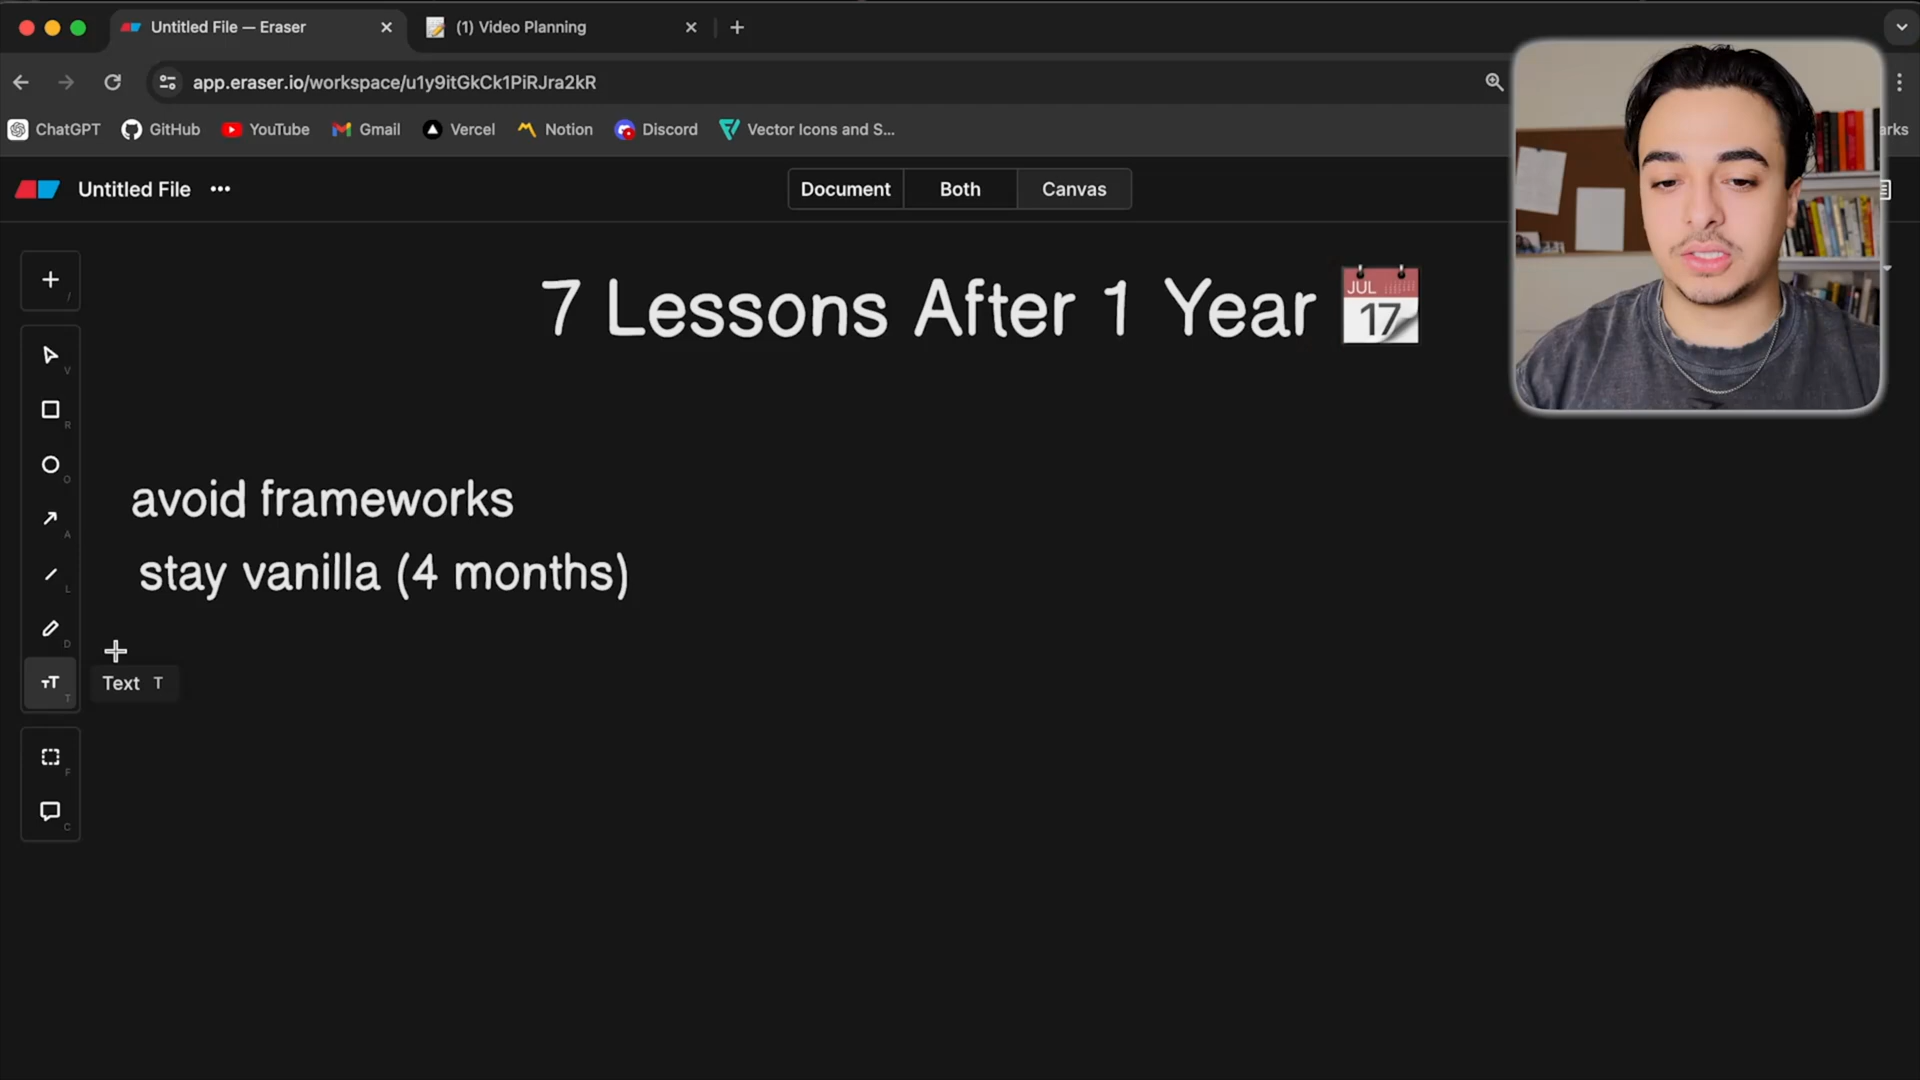 Untitled File — Eraser
(1) Video Planning
app.eraser.io/workspace/u1y9itGkCk1PiRJra2kR
ChatGPT
GitHub
YouTube
Gmail
Vercel
Notion
Discord
Vector Icons and S...
arks
Untitled File
Document
Both
Canvas
7 Lessons After 1 Year
JUL
17
avoid frameworks
stay vanilla (4 months)
/
V
R
O
A
L
D
TT
T
Text T
F
C